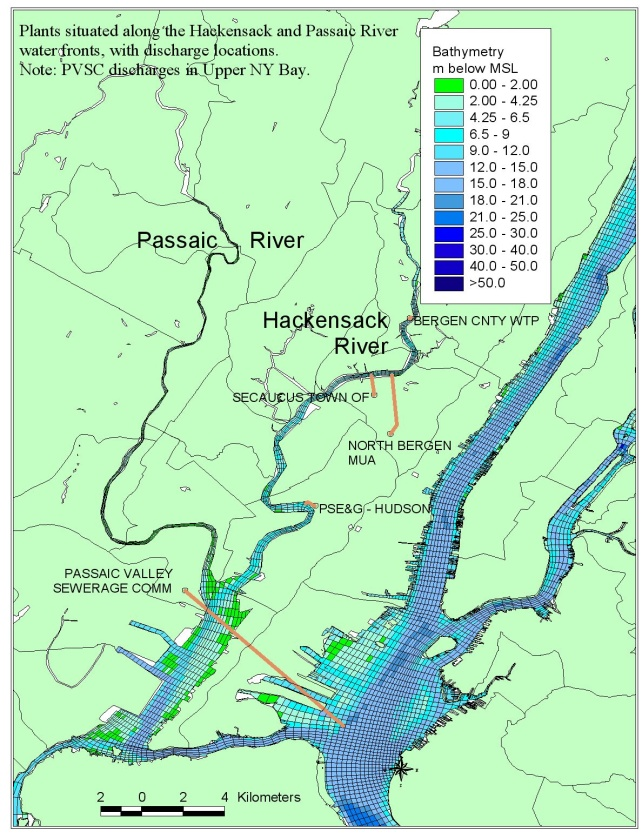 Plants situated along the Hackensack and Passaic River
waterfronts, with discharge locations.
Note: PVSC discharges in Upper NY Bay.
Bathymetry
m below MSL
0.00 - 2.00
2.00 - 4.25
4.25 - 6.5
6.5 - 9
9.0 - 12.0
12.0 - 15.0
15.0 - 18.0
18.0 - 21.0
21.0 - 25.0
25.0 - 30.0
30.0 - 40.0
40.0 - 50.0
>50.0
Passaic River
Hackensack
River
BERGEN CNTY WTP
SECAUCUS TOWN OF
NORTH BERGEN
MUA
PSE&G - HUDSON
PASSAIC VALLEY
SEWERAGE COMM
2 0 2 4 Kilometers